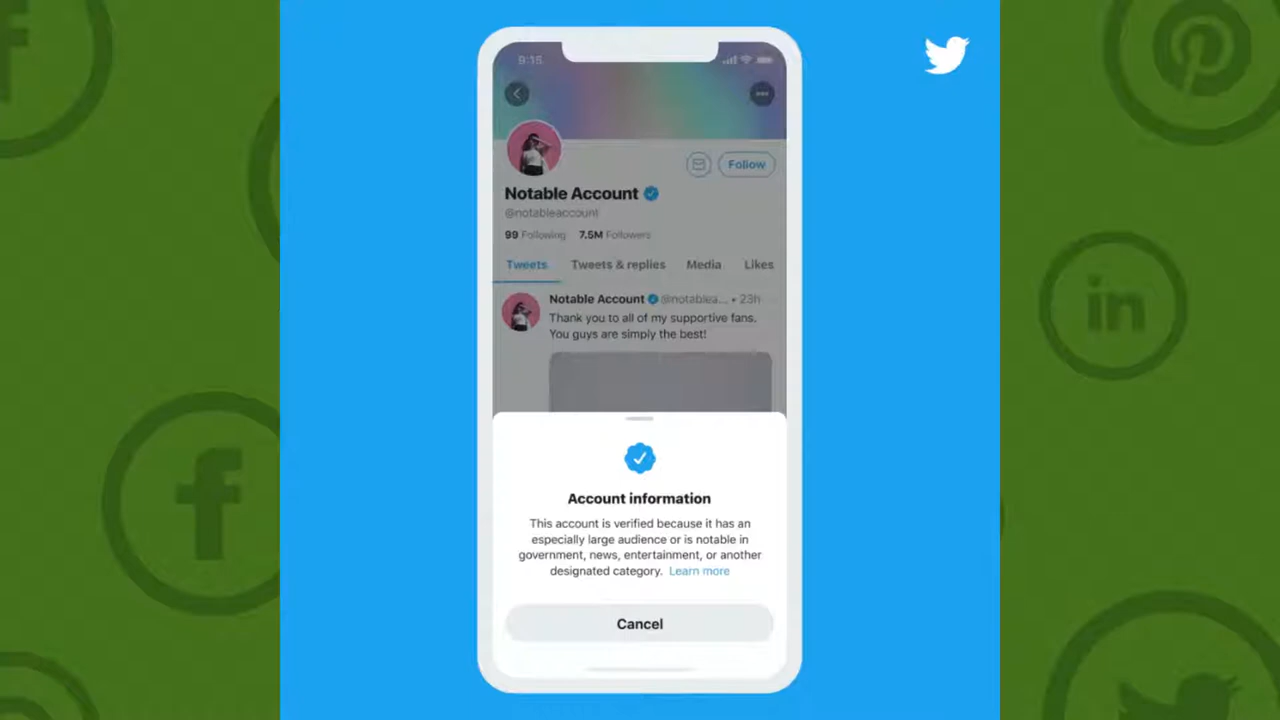 9:15
Notable Account
Follow
@notableaccount
99 Following 7.5M Followers
Tweets Tweets & replies Media Likes
Notable Account @notablea... • 23h
Thank you to all of my supportive fans.
You guys are simply the best!
Account information
This account is verified because it has an
especially large audience or is notable in
government, news, entertainment, or another
designated category. Learn more
Cancel
in